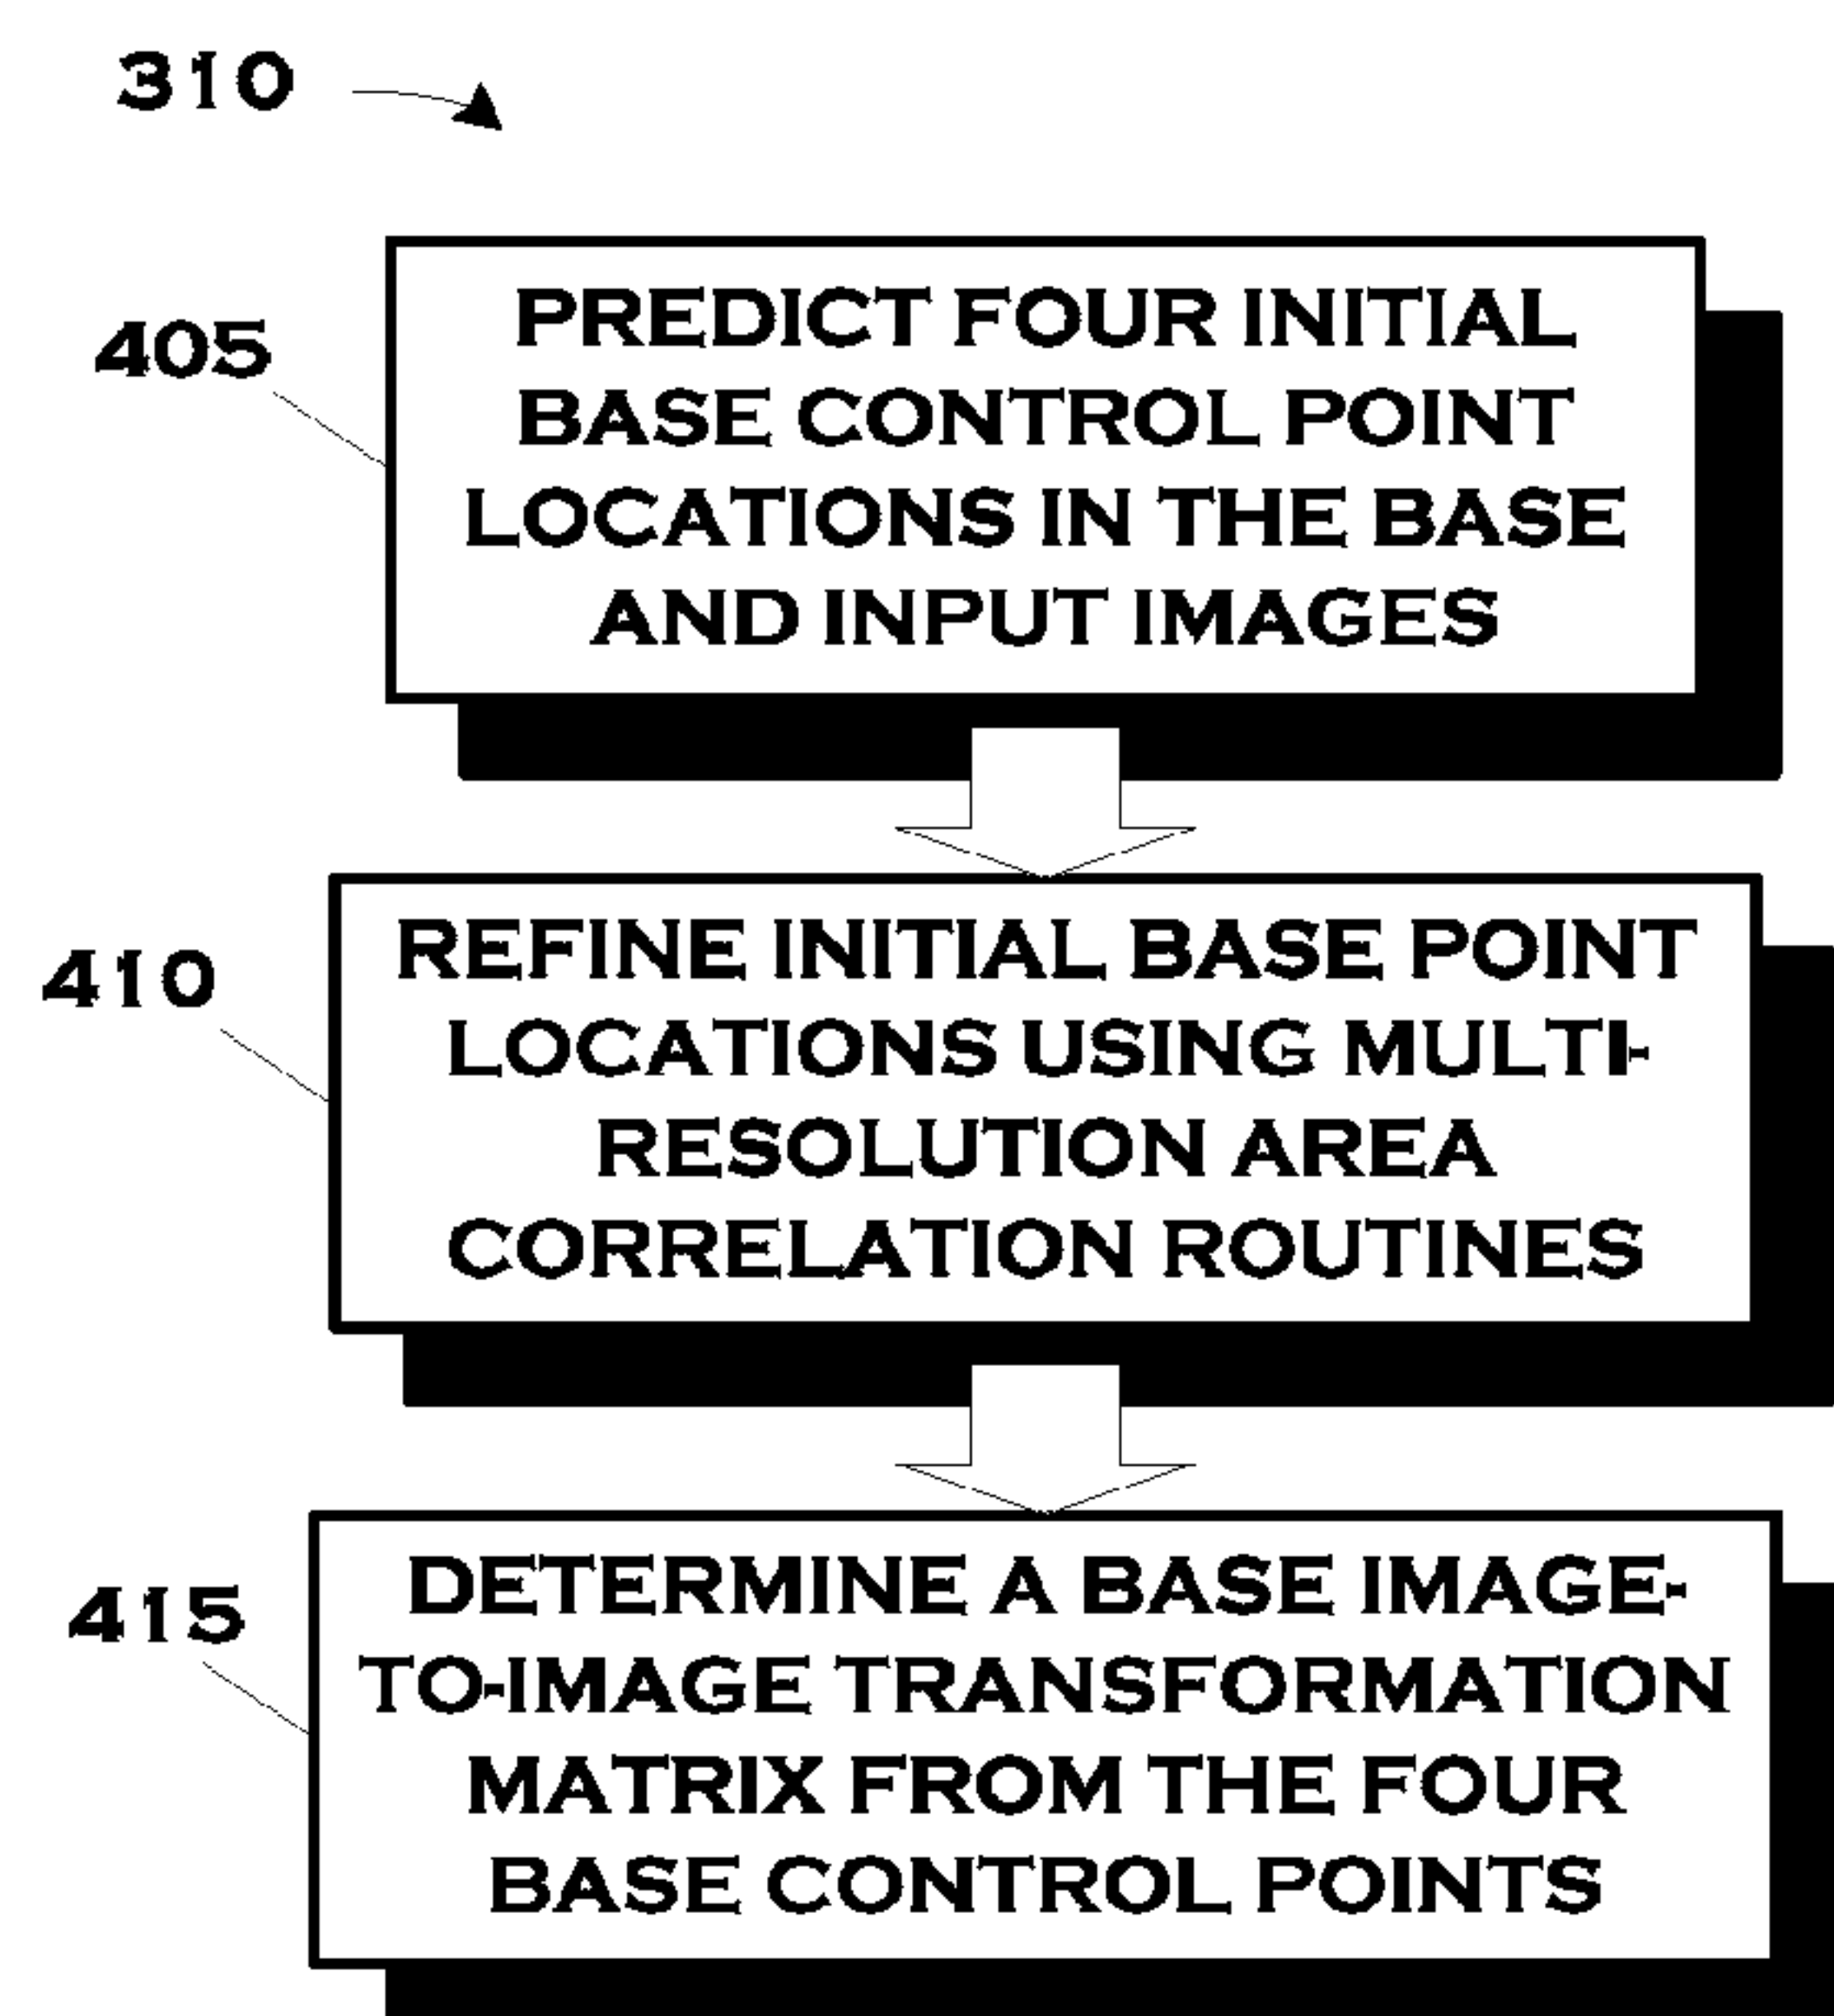 310
405
PREDICT FOUR INITIAL
BASE CONTROL POINT
LOCATIONS IN THE BASE
AND INPUT IMAGES
410
REFINE INITIAL BASE POINT
LOCATIONS USING MULTI-
RESOLUTION AREA
CORRELATION ROUTINES
415
DETERMINE A BASE IMAGE-
TO-IMAGE TRANSFORMATION
MATRIX FROM THE FOUR
BASE CONTROL POINTS